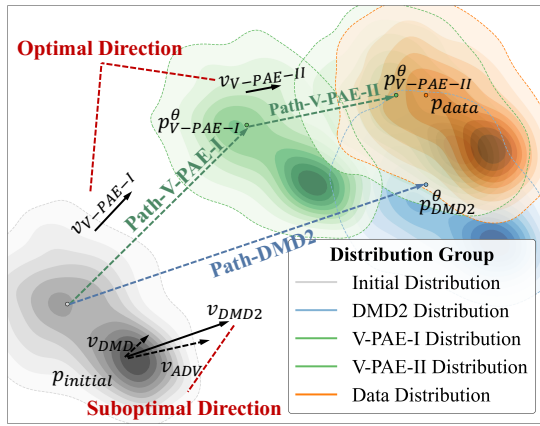 Optimal Direction
v_{V-PAE-II}
p^θ_{V-PAE-I}
Path-V-PAE-II
p^θ_{V-PAE-II}
p_{data}
v_{V-PAE-I}
Path-V-PAE-I
p^θ_{DMD2}
Path-DMD2
v_{DMD}
v_{DMD2}
v_{ADV}
p_{initial}
Suboptimal Direction
Distribution Group
Initial Distribution
DMD2 Distribution
V-PAE-I Distribution
V-PAE-II Distribution
Data Distribution